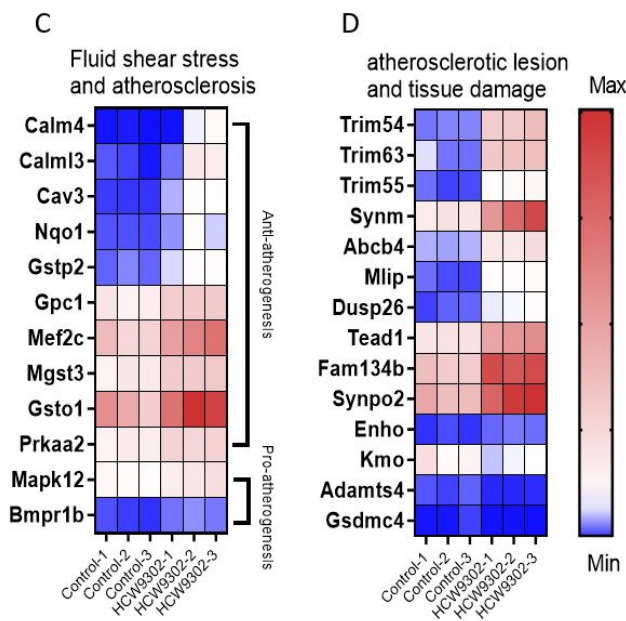 C
Fluid shear stress
and atherosclerosis
Calm4
Calml3
Cav3
Nqo1
Gstp2
Gpc1
Mef2c
Mgst3
Gsto1
Prkaa2
Mapk12
Bmpr1b
Anti-atherogenesis
Pro-atherogenesis
Control-1
Control-2
Control-3
HCW9302-1
HCW9302-2
HCW9302-3
D
atherosclerotic lesion
and tissue damage
Trim54
Trim63
Trim55
Synm
Abcb4
Mlip
Dusp26
Tead1
Fam134b
Synpo2
Enho
Kmo
Adamts4
Gsdmc4
Control-1
Control-2
Control-3
HCW9302-1
HCW9302-2
HCW9302-3
Max
Min